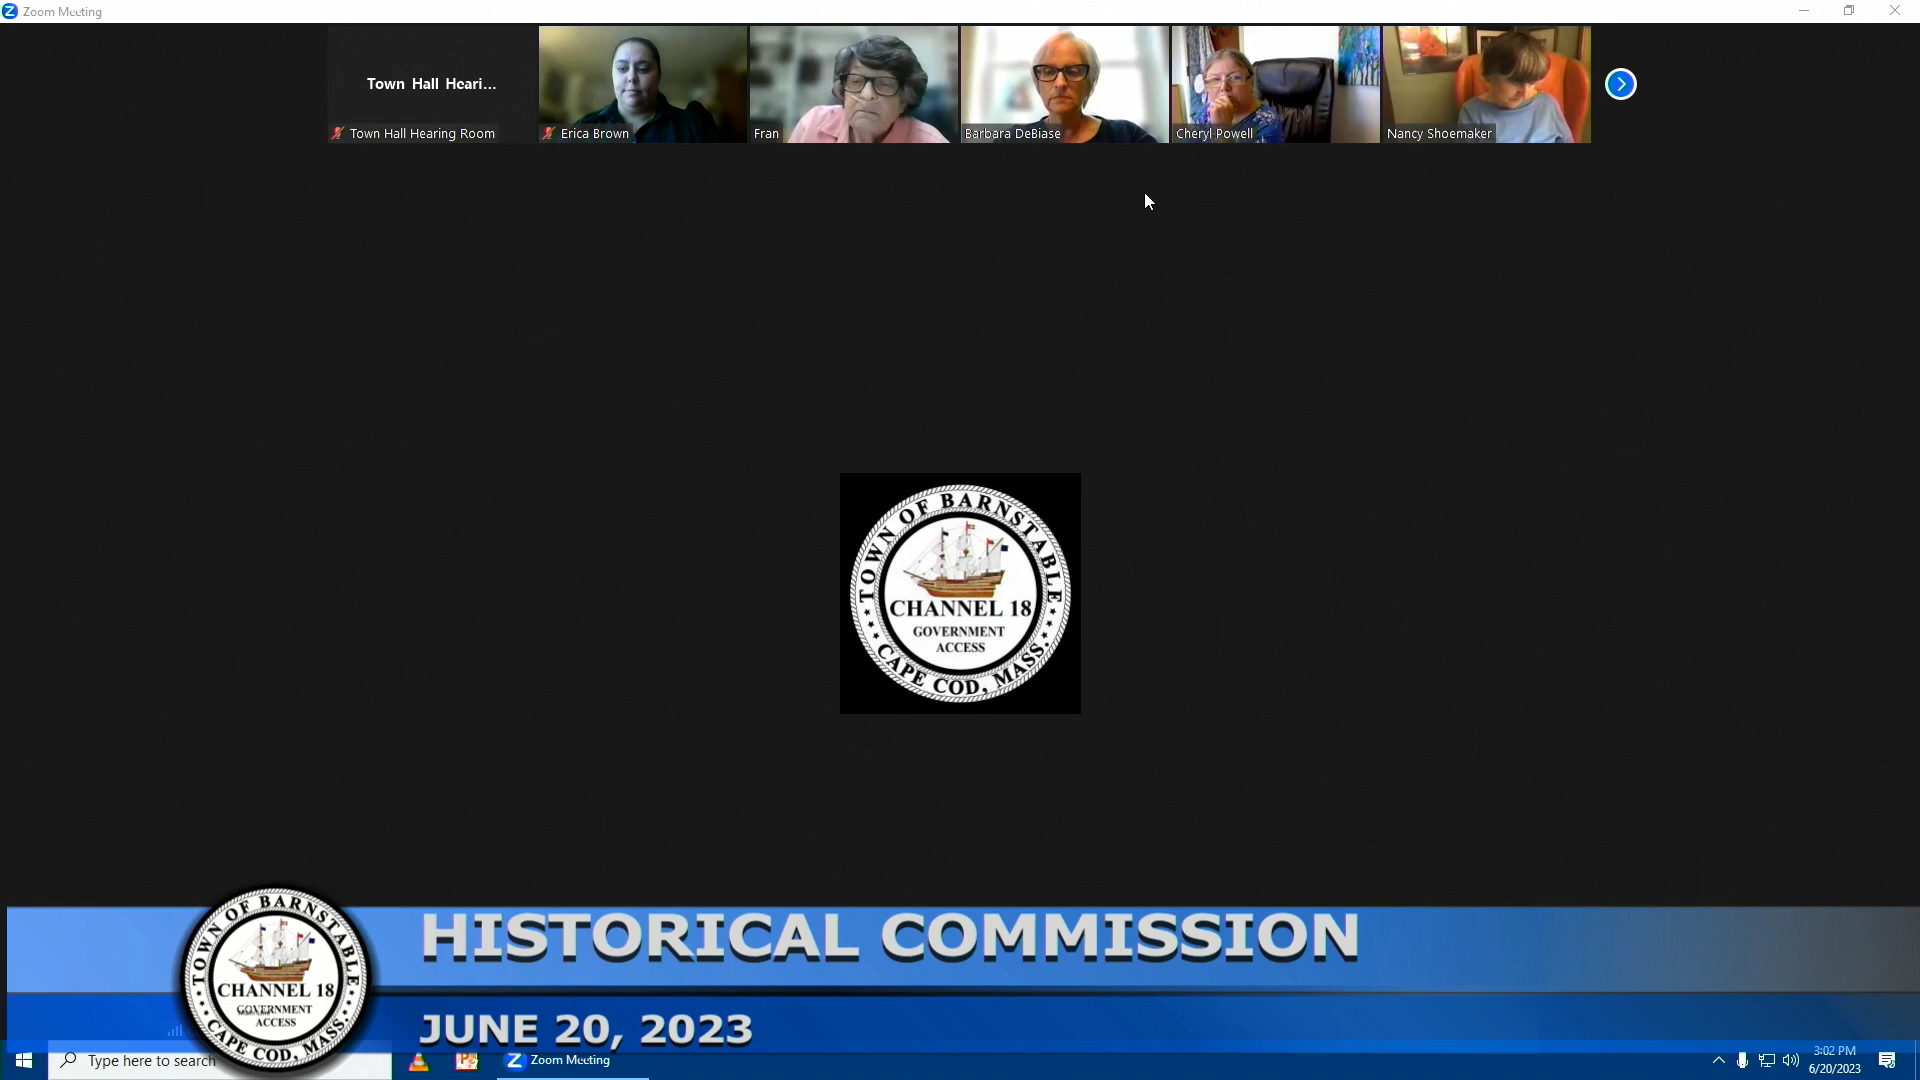 Zoom Meeting
Town Hall Heari...
Town Hall Hearing Room
Erica Brown
Fran
Barbara DeBiase
Cheryl Powell
Nancy Shoemaker
TOWN OF BARNSTABLE
CHANNEL 18
GOVERNMENT
ACCESS
CAPE COD, MASS.
HISTORICAL COMMISSION
TOWN OF BARNSTABLE
CHANNEL 18
GOVERNMENT
ACCESS
CAPE COD, MASS.
JUNE 20, 2023
Type here to search
Zoom Meeting
3:02 PM
6/20/2023